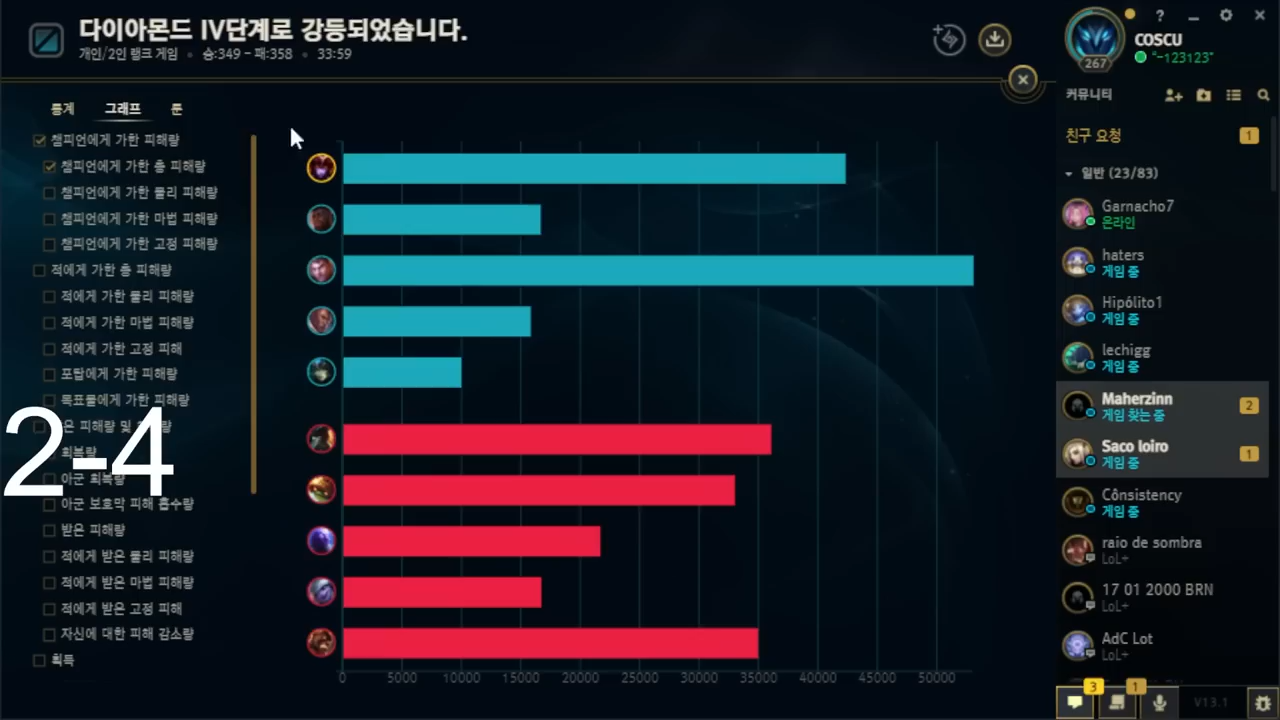 다이아몬드 IV단계로 강등되었습니다.
개인/2인 랭크 게임 • 승:349 - 패:358 • 33:59
통계 그래프 룬
챔피언에게 가한 피해량
챔피언에게 가한 총 피해량
챔피언에게 가한 물리 피해량
챔피언에게 가한 마법 피해량
챔피언에게 가한 고정 피해량
적에게 가한 총 피해량
적에게 가한 물리 피해량
적에게 가한 마법 피해량
적에게 가한 고정 피해
포탑에게 가한 피해량
목표물에게 가한 피해량
은 피해량 및
회복량
아군 회복량
2-4
아군 보호막 피해 흡수량
받은 피해량
적에게 받은 물리 피해량
적에게 받은 마법 피해량
적에게 받은 고정 피해
자신에 대한 피해 감소량
획득
0 5000 10000 15000 20000 25000 30000 35000 40000 45000 50000
267
COSCU
"-123123"
커뮤니티
친구 요청 1
일반 (23/83)
Garnacho7
온라인
haters
게임 중
Hipólito1
게임 중
lechigg
게임 중
Maherzinn 2
게임 찾는 중
Saco loiro 1
게임 중
Cônsistency
게임 중
raio de sombra
LoL+
17 01 2000 BRN
LoL+
AdC Lot
LoL+
3 1 V13.1